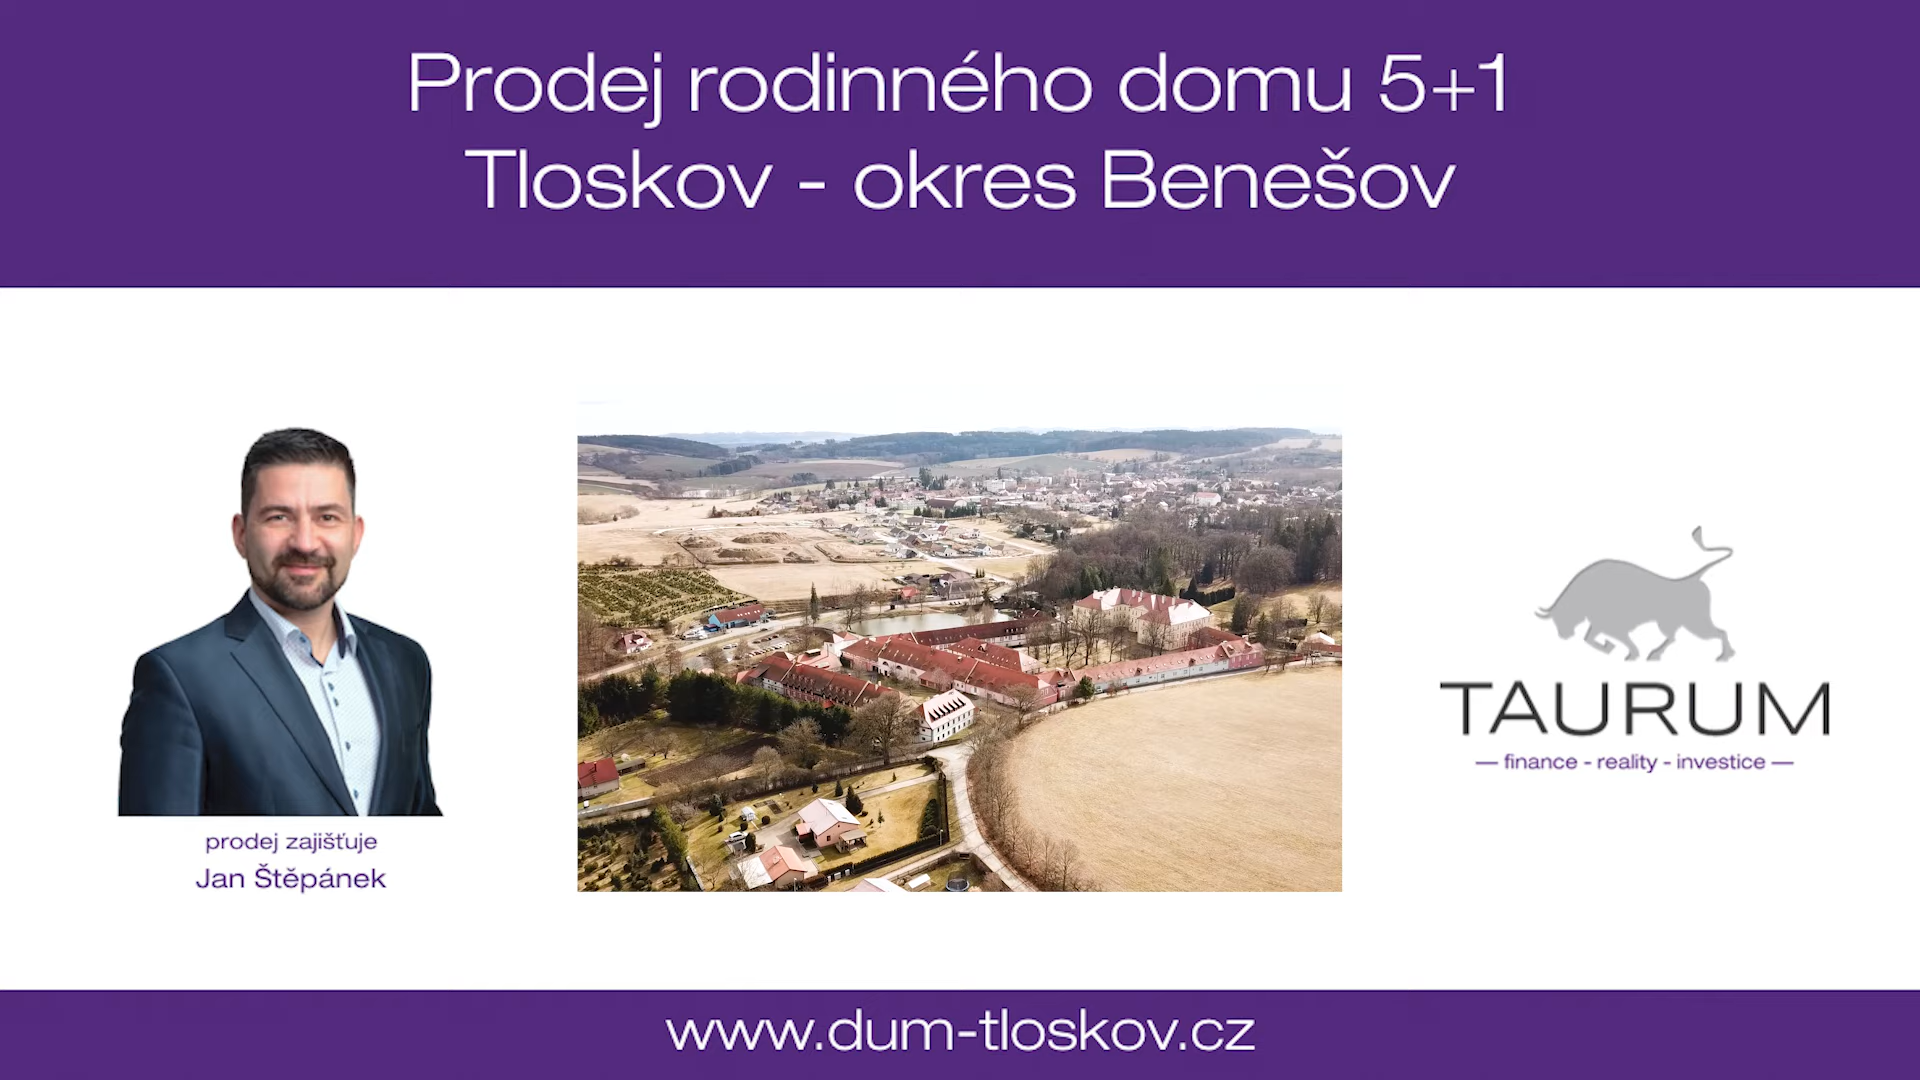 Prodej rodinného domu 5+1
Tloskov - okres Benešov
prodej zajišťuje
Jan Štěpánek
TAURUM
— finance - reality - investice —
www.dum-tloskov.cz